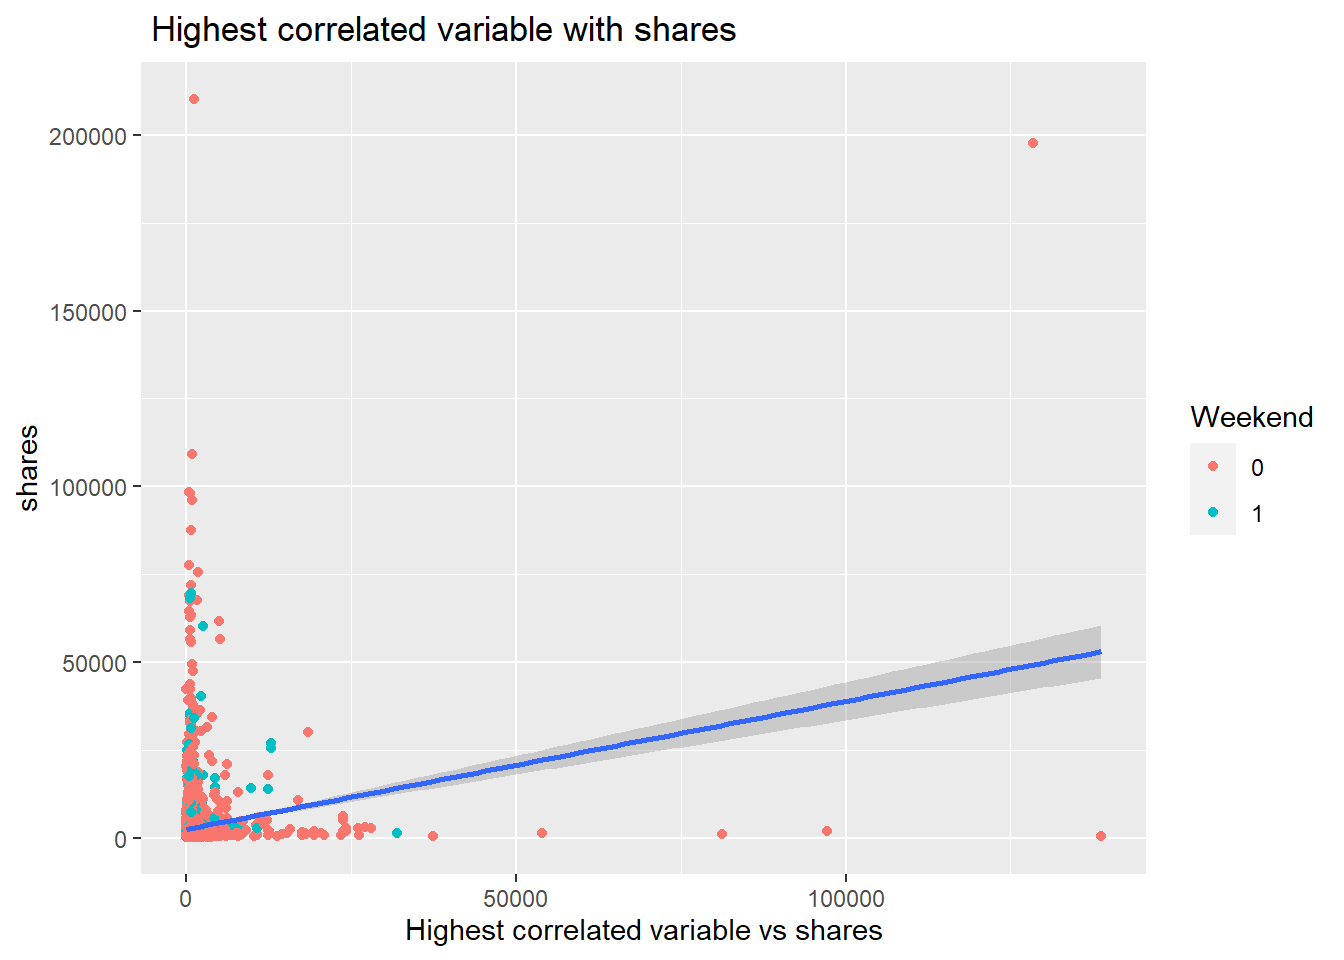 Highest correlated variable with shares
200000
150000
100000
50000
0
shares
0
50000
100000
Highest correlated variable vs shares
Weekend
0
1